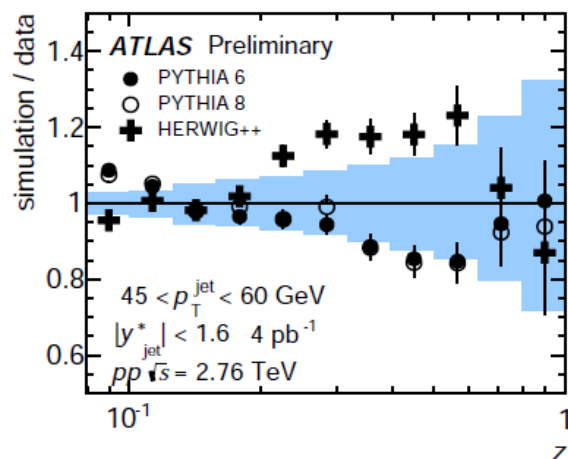 simulation / data
1.4
1.2
1
0.8
0.6
ATLAS Preliminary
PYTHIA 6
PYTHIA 8
HERWIG++
45 < p_T^jet < 60 GeV
|y*_jet| < 1.6 4 pb⁻¹
pp √s = 2.76 TeV
10⁻¹
1
z